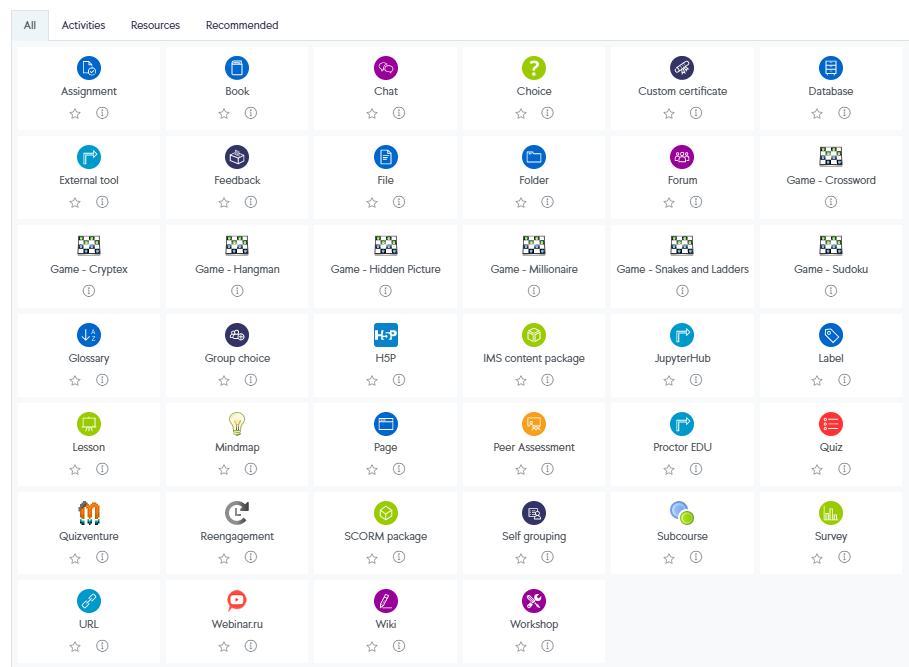 All Activities Resources Recommended
Assignment Book Chat Choice Custom certificate Database
External tool Feedback File Folder Forum Game - Crossword
Game - Cryptex Game - Hangman Game - Hidden Picture Game - Millionaire Game - Snakes and Ladders Game - Sudoku
Glossary Group choice H5P IMS content package JupyterHub Label
Lesson Mindmap Page Peer Assessment Proctor EDU Quiz
Quizventure Reengagement SCORM package Self grouping Subcourse Survey
URL Webinar.ru Wiki Workshop